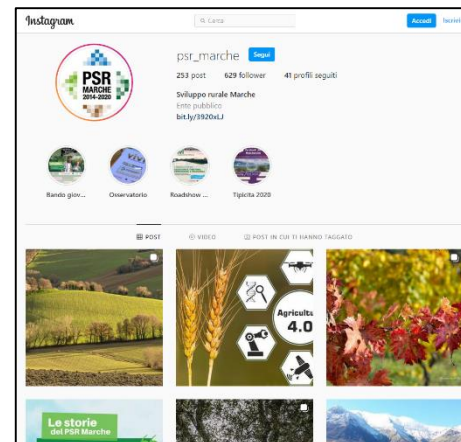 Instagram
Cerca
Accedi Iscriviti
psr_marche Segui
253 post 629 follower 41 profili seguiti
Sviluppo rurale Marche
Ente pubblico
bit.ly/3920xLJ
PSR
MARCHE
2014-2020
Bando giov... Osservatorio Roadshow ... Tipicità 2020
POST VIDEO POST IN CUI TI HANNO TAGGATO
Agricultu
4.0
Le storie
del PSR Marche